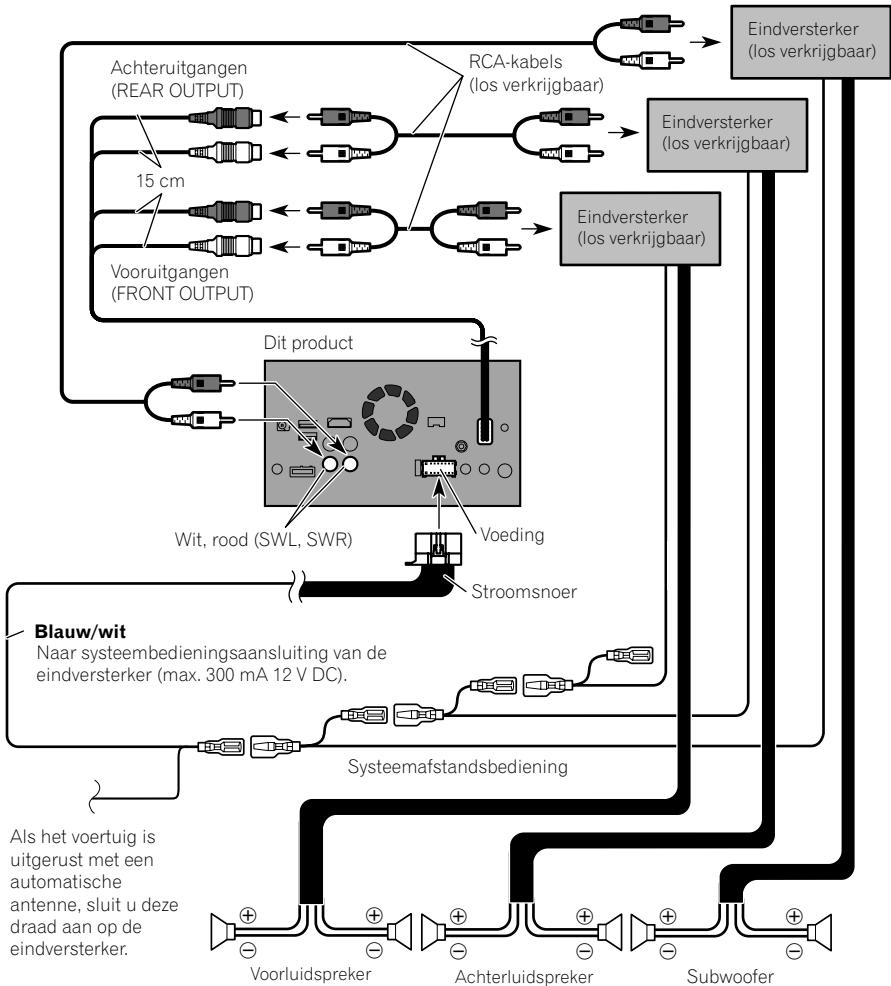 Eindversterker
(los verkrijgbaar)
RCA-kabels
(los verkrijgbaar)
Achteruitgangen
(REAR OUTPUT)
Eindversterker
(los verkrijgbaar)
15 cm
Eindversterker
(los verkrijgbaar)
Vooruitgangen
(FRONT OUTPUT)
Dit product
Wit, rood (SWL, SWR)
Voeding
Stroomsnoer
Blauw/wit
Naar systeembedieningsaansluiting van de
eindversterker (max. 300 mA 12 V DC).
Systeemafstandsbediening
Als het voertuig is
uitgerust met een
automatische
antenne, sluit u deze
draad aan op de
eindversterker.
+ + + + + +
− − − − − −
Voorluidspreker
Achterluidspreker
Subwoofer